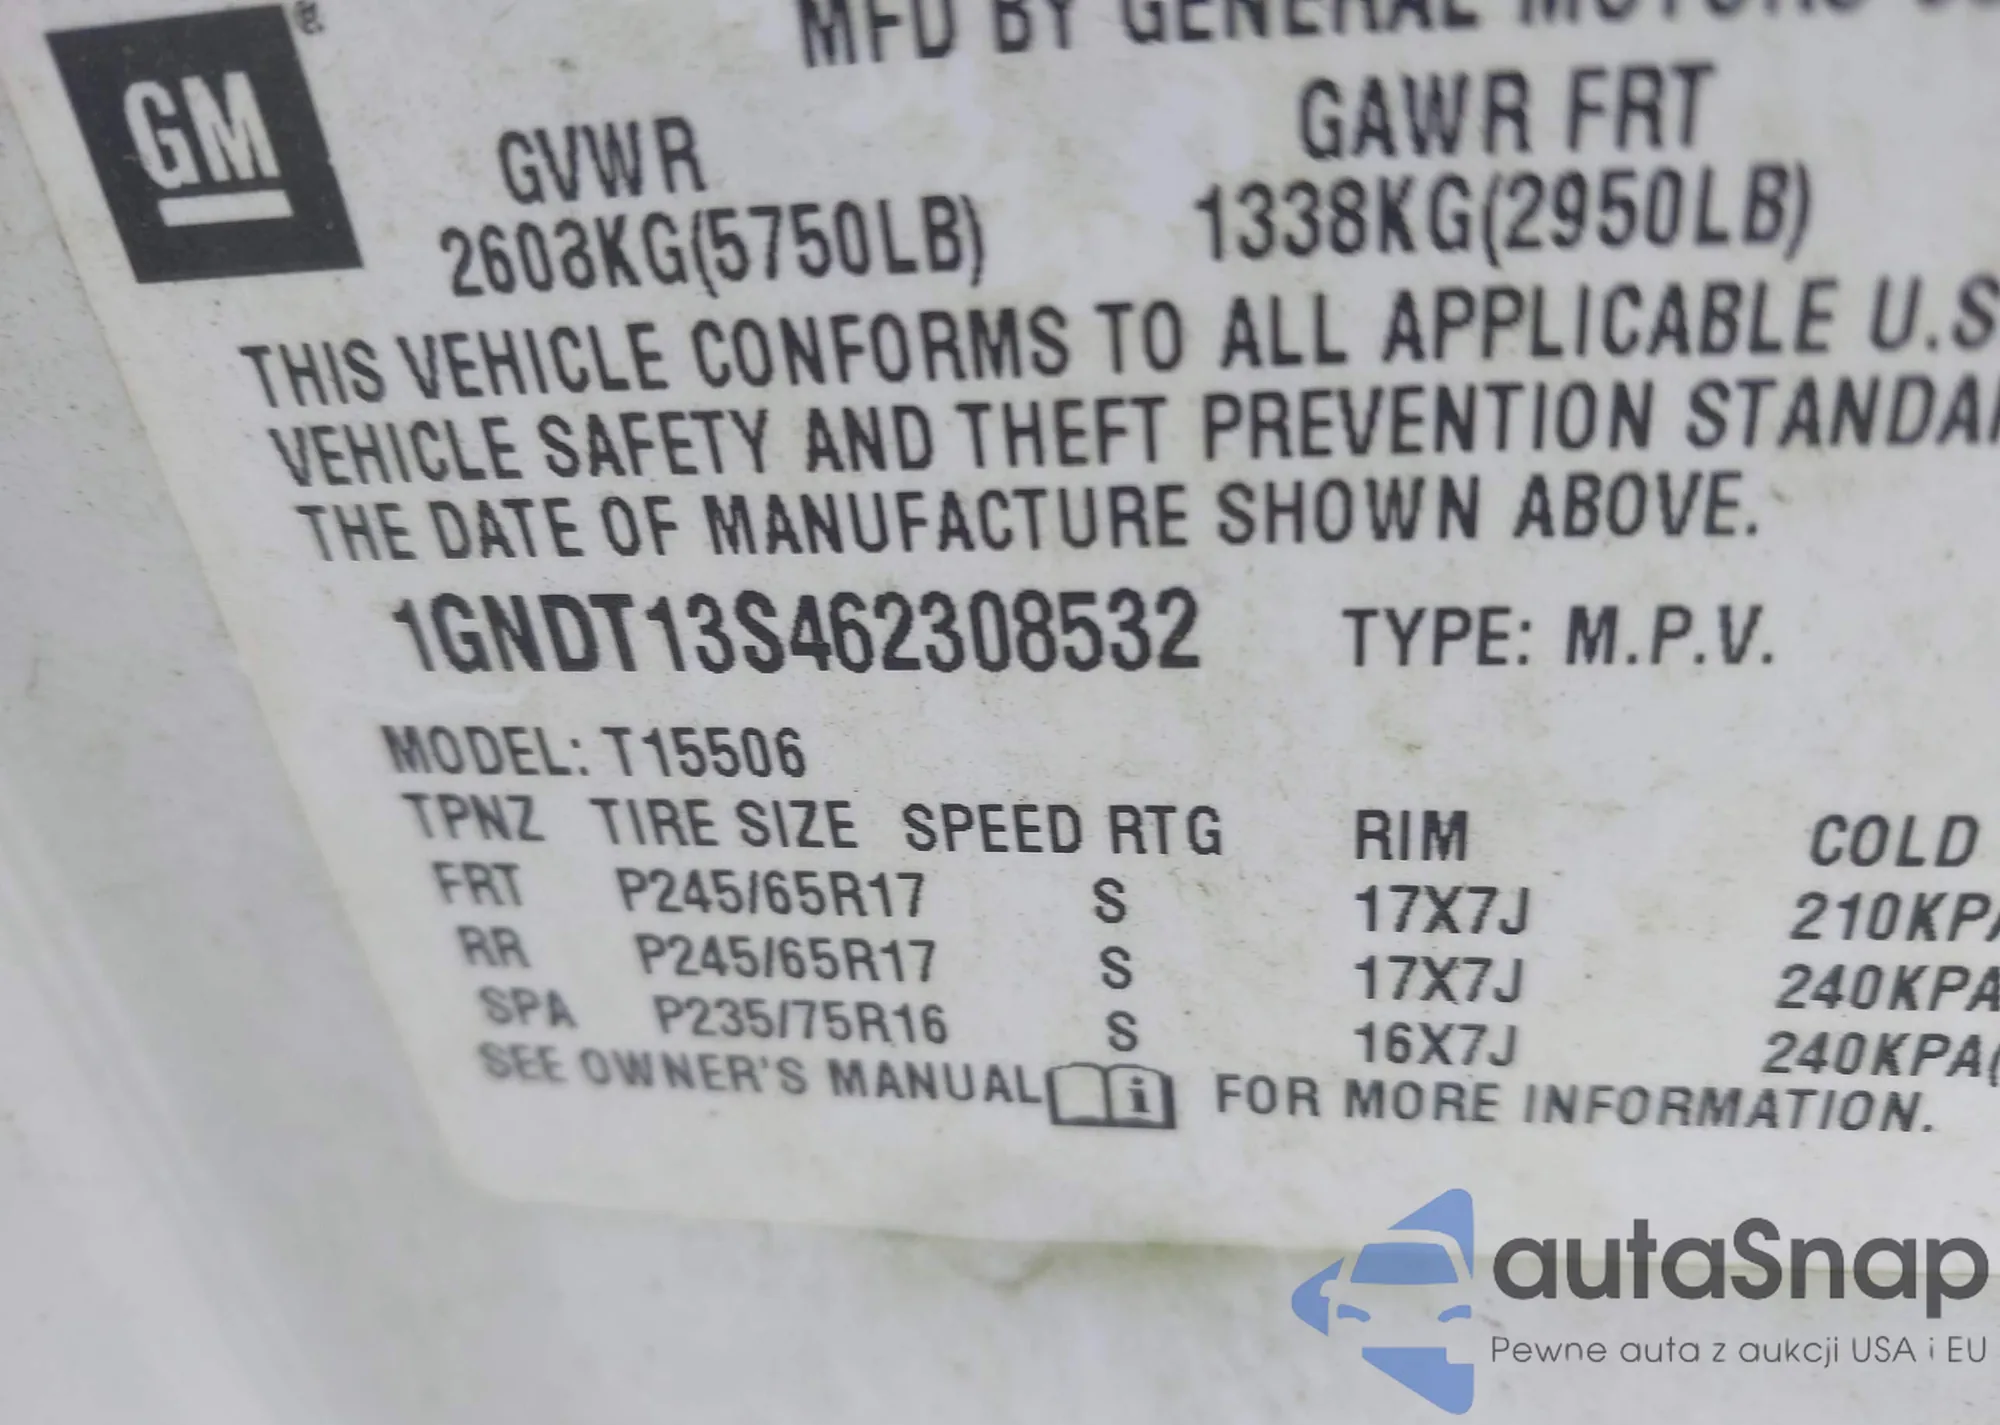 GM
MFD BY GENERAL MOTORS
GVWR GAWR FRT
2608KG(5750LB) 1338KG(2950LB)
THIS VEHICLE CONFORMS TO ALL APPLICABLE U.S
VEHICLE SAFETY AND THEFT PREVENTION STANDA
THE DATE OF MANUFACTURE SHOWN ABOVE.
1GNDT13S462308532 TYPE: M.P.V.
MODEL: T15506
TPNZ TIRE SIZE SPEED RTG RIM COLD
FRT P245/65R17 S 17X7J 210KPA
RR P245/65R17 S 17X7J 240KPA
SPA P235/75R16 S 16X7J 240KPA(
SEE OWNER'S MANUAL i FOR MORE INFORMATION.
autaSnap
Pewne auta z aukcji USA i EU